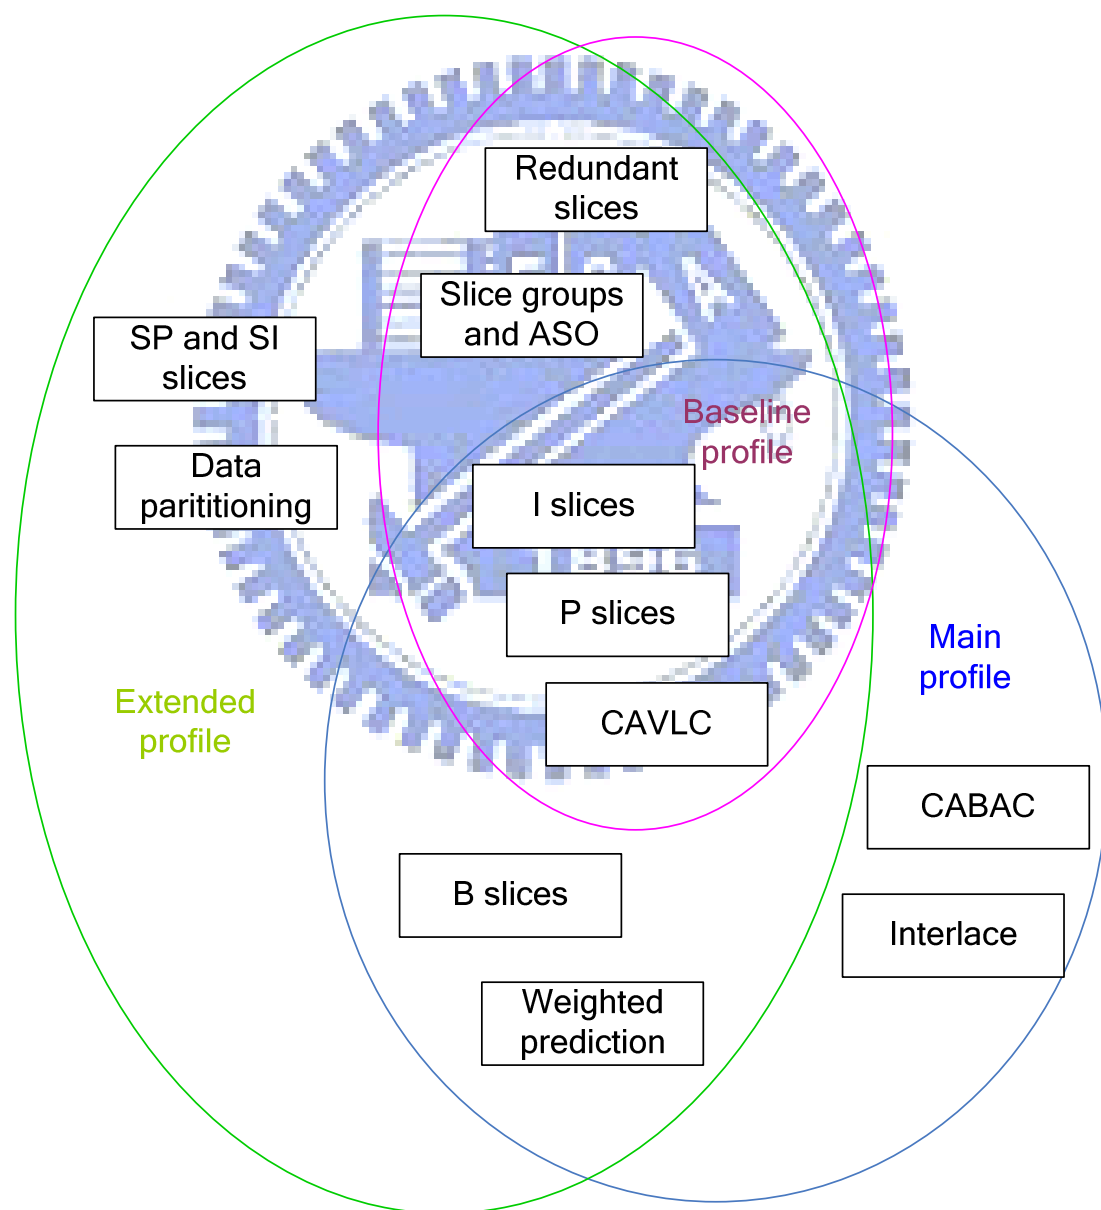 Redundant
slices
Slice groups
and ASO
SP and SI
slices
Baseline
profile
Data
parititioning
I slices
P slices
Main
profile
Extended
profile
CAVLC
CABAC
B slices
Interlace
Weighted
prediction